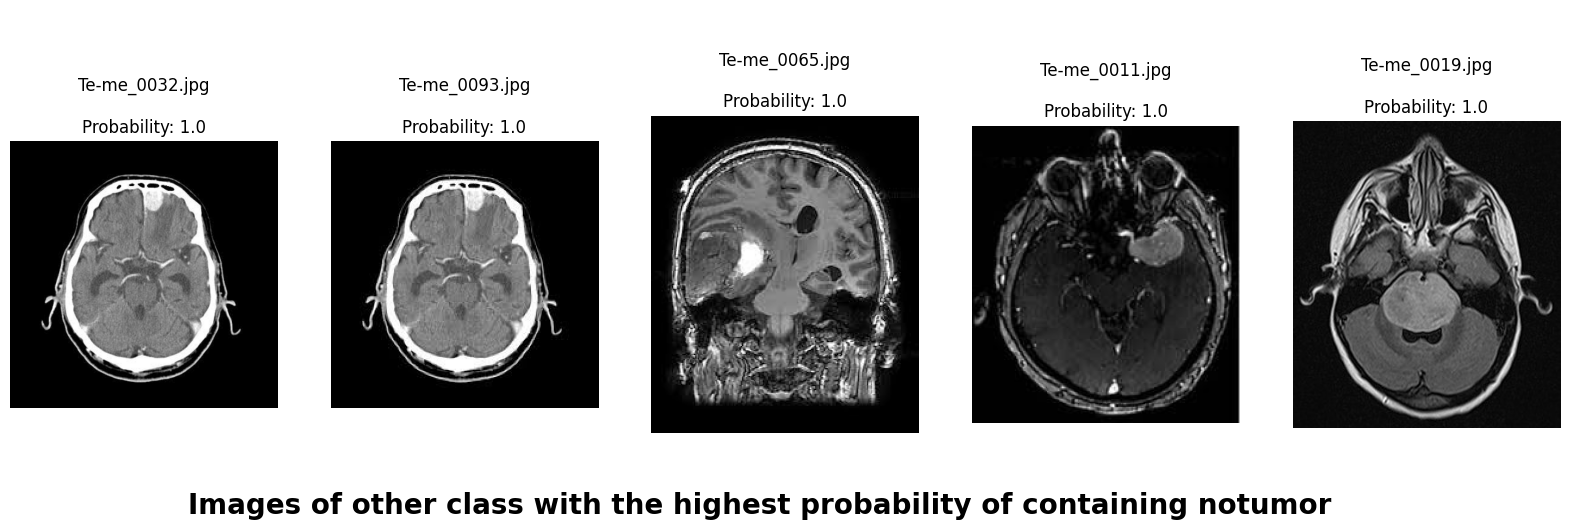 Te-me_0032.jpg
Probability: 1.0
Te-me_0093.jpg
Probability: 1.0
Te-me_0065.jpg
Probability: 1.0
Te-me_0011.jpg
Probability: 1.0
Te-me_0019.jpg
Probability: 1.0
Images of other class with the highest probability of containing notumor